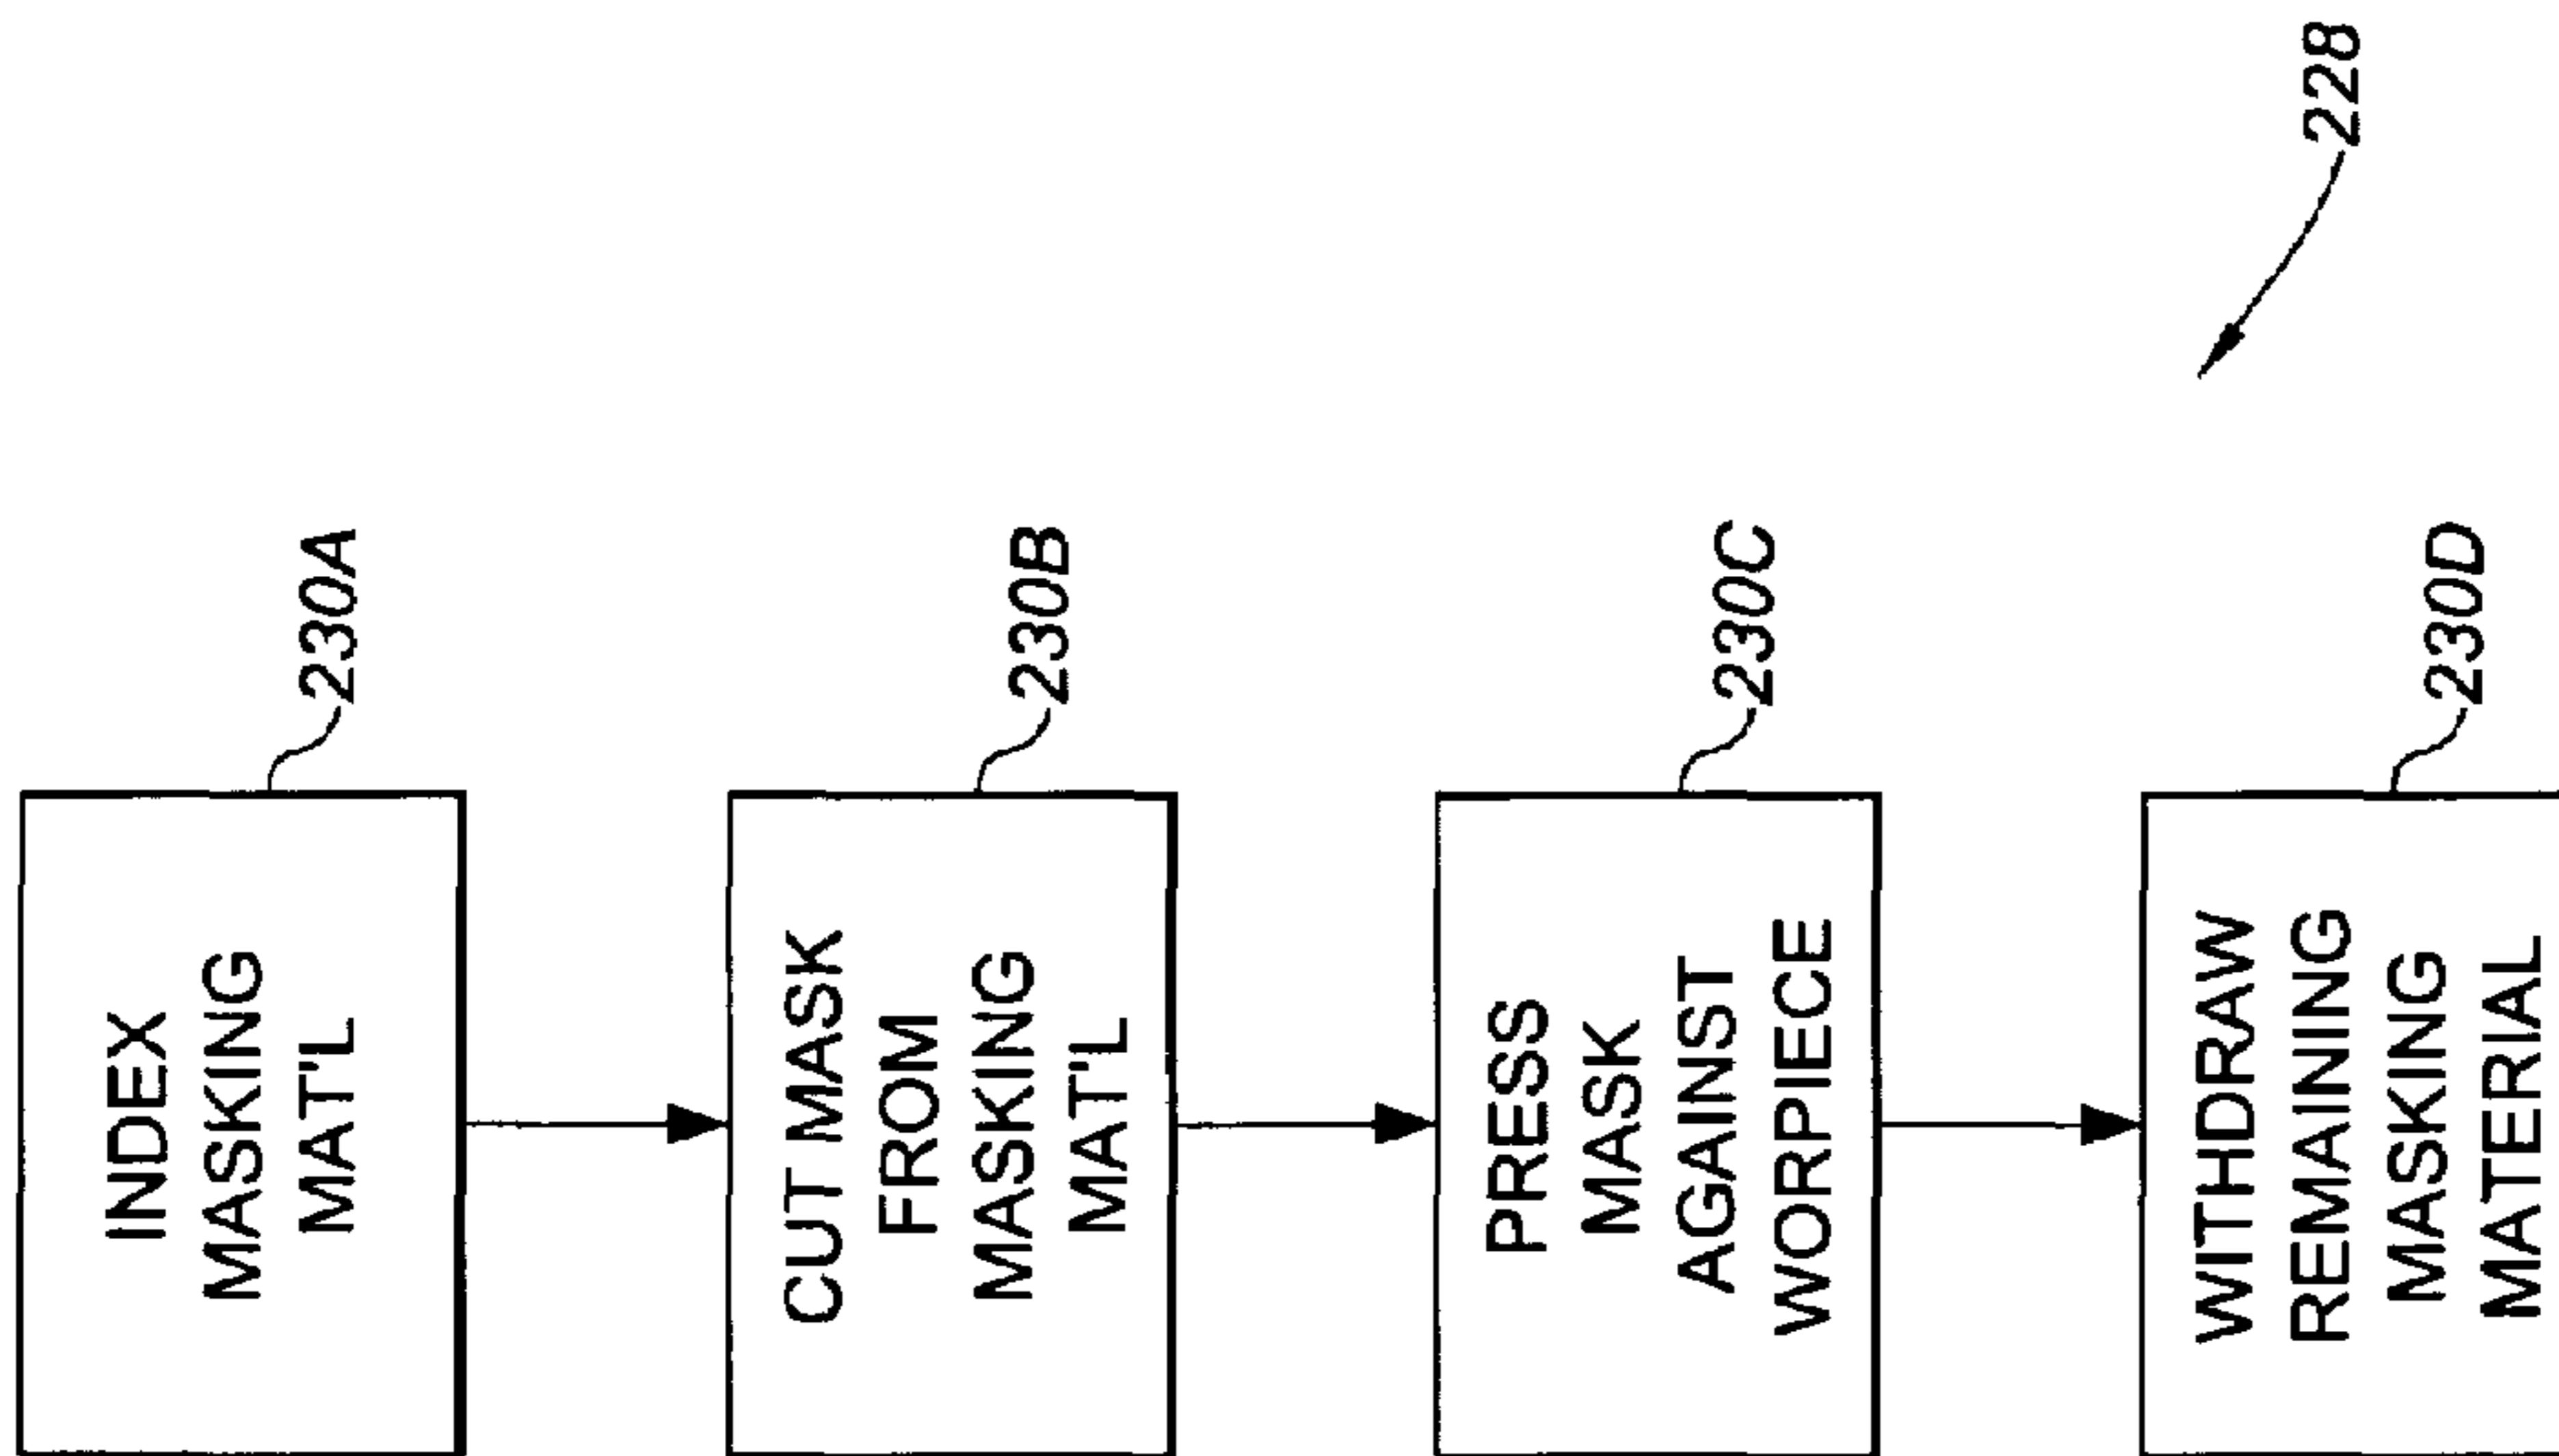 INDEX
MASKING
MAT'L
230A
CUT MASK
FROM
MASKING
MAT'L
230B
PRESS
MASK
AGAINST
WORPIECE
230C
WITHDRAW
REMAINING
MASKING
MATERIAL
230D
228